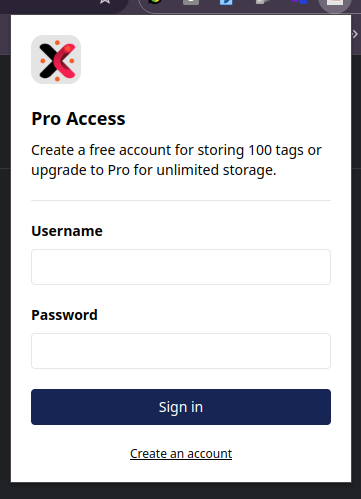 Pro Access
Create a free account for storing 100 tags or
upgrade to Pro for unlimited storage.
Username
Password
Sign in
Create an account